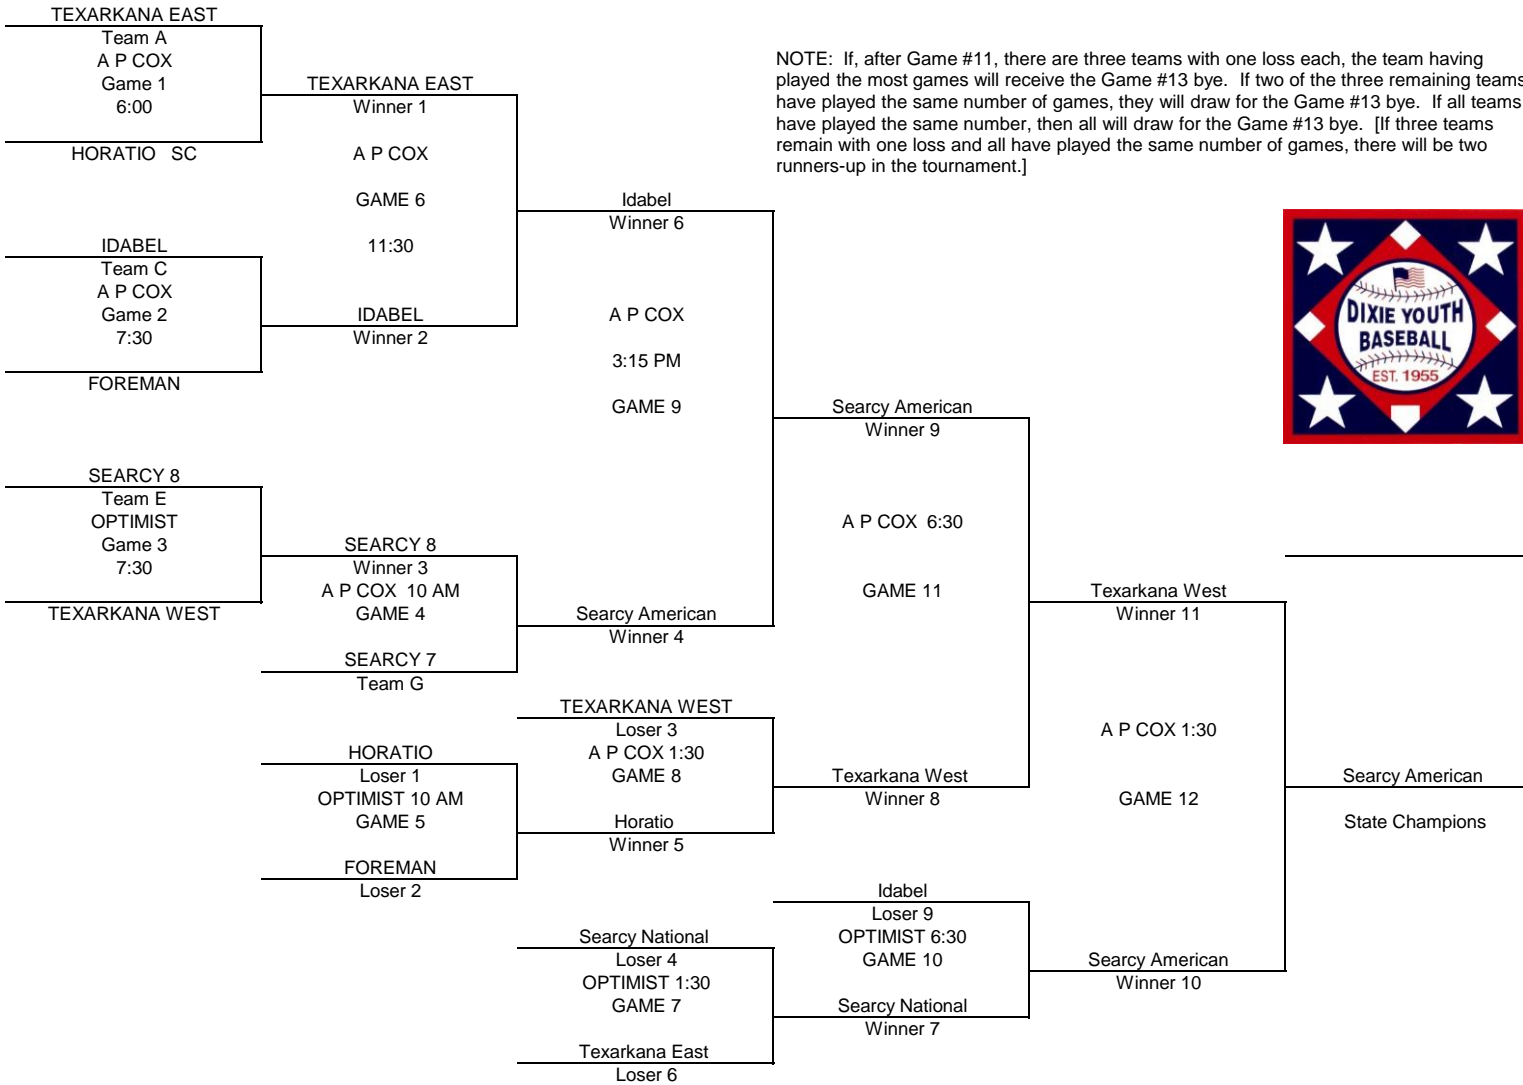 TEXARKANA EAST
Team A
A P COX
Game 1
6:00
HORATIO SC
IDABEL
Team C
A P COX
Game 2
7:30
FOREMAN
SEARCY 8
Team E
OPTIMIST
Game 3
7:30
TEXARKANA WEST
TEXARKANA EAST
Winner 1
A P COX
GAME 6
11:30
IDABEL
Winner 2
SEARCY 8
Winner 3
A P COX 10 AM
GAME 4
SEARCY 7
Team G
HORATIO
Loser 1
OPTIMIST 10 AM
GAME 5
FOREMAN
Loser 2
Idabel
Winner 6
A P COX
3:15 PM
GAME 9
Searcy American
Winner 4
TEXARKANA WEST
Loser 3
A P COX 1:30
GAME 8
Horatio
Winner 5
Searcy National
Loser 4
OPTIMIST 1:30
GAME 7
Texarkana East
Loser 6
NOTE: If, after Game #11, there are three teams with one loss each, the team having
played the most games will receive the Game #13 bye. If two of the three remaining teams
have played the same number of games, they will draw for the Game #13 bye. If all teams
have played the same number, then all will draw for the Game #13 bye. [If three teams
remain with one loss and all have played the same number of games, there will be two
runners-up in the tournament.]
Searcy American
Winner 9
A P COX 6:30
GAME 11
Texarkana West
Winner 8
Idabel
Loser 9
OPTIMIST 6:30
GAME 10
Searcy National
Winner 7
Texarkana West
Winner 11
A P COX 1:30
GAME 12
Searcy American
Winner 10
DIXIE YOUTH
BASEBALL
EST. 1955
Searcy American
State Champions